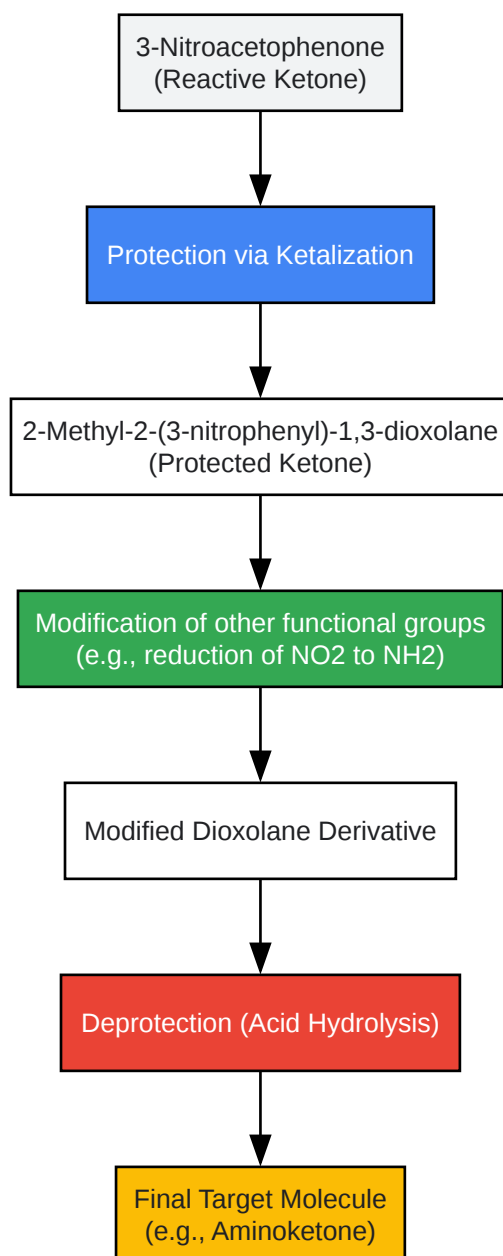 3-Nitroacetophenone
(Reactive Ketone)
Protection via Ketalization
2-Methyl-2-(3-nitrophenyl)-1,3-dioxolane
(Protected Ketone)
Modification of other functional groups
(e.g., reduction of NO2 to NH2)
Modified Dioxolane Derivative
Deprotection (Acid Hydrolysis)
Final Target Molecule
(e.g., Aminoketone)